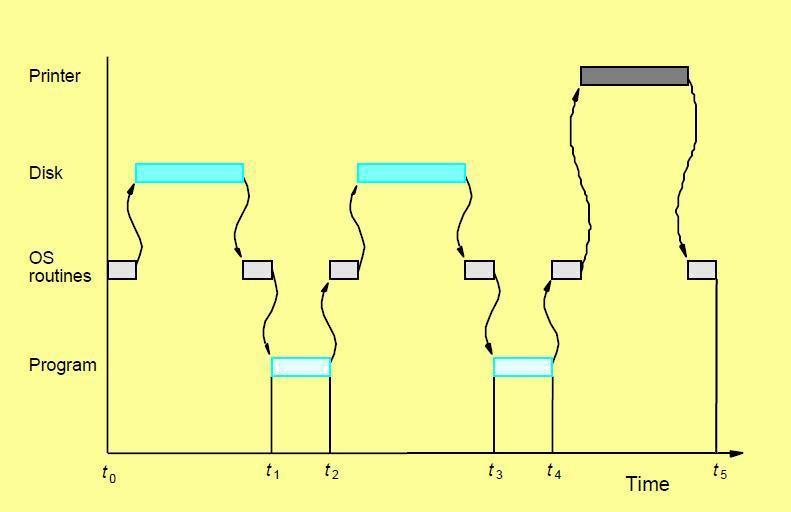 Printer
Disk
OS
routines
Program
t0 t1 t2 t3 t4 t5
Time